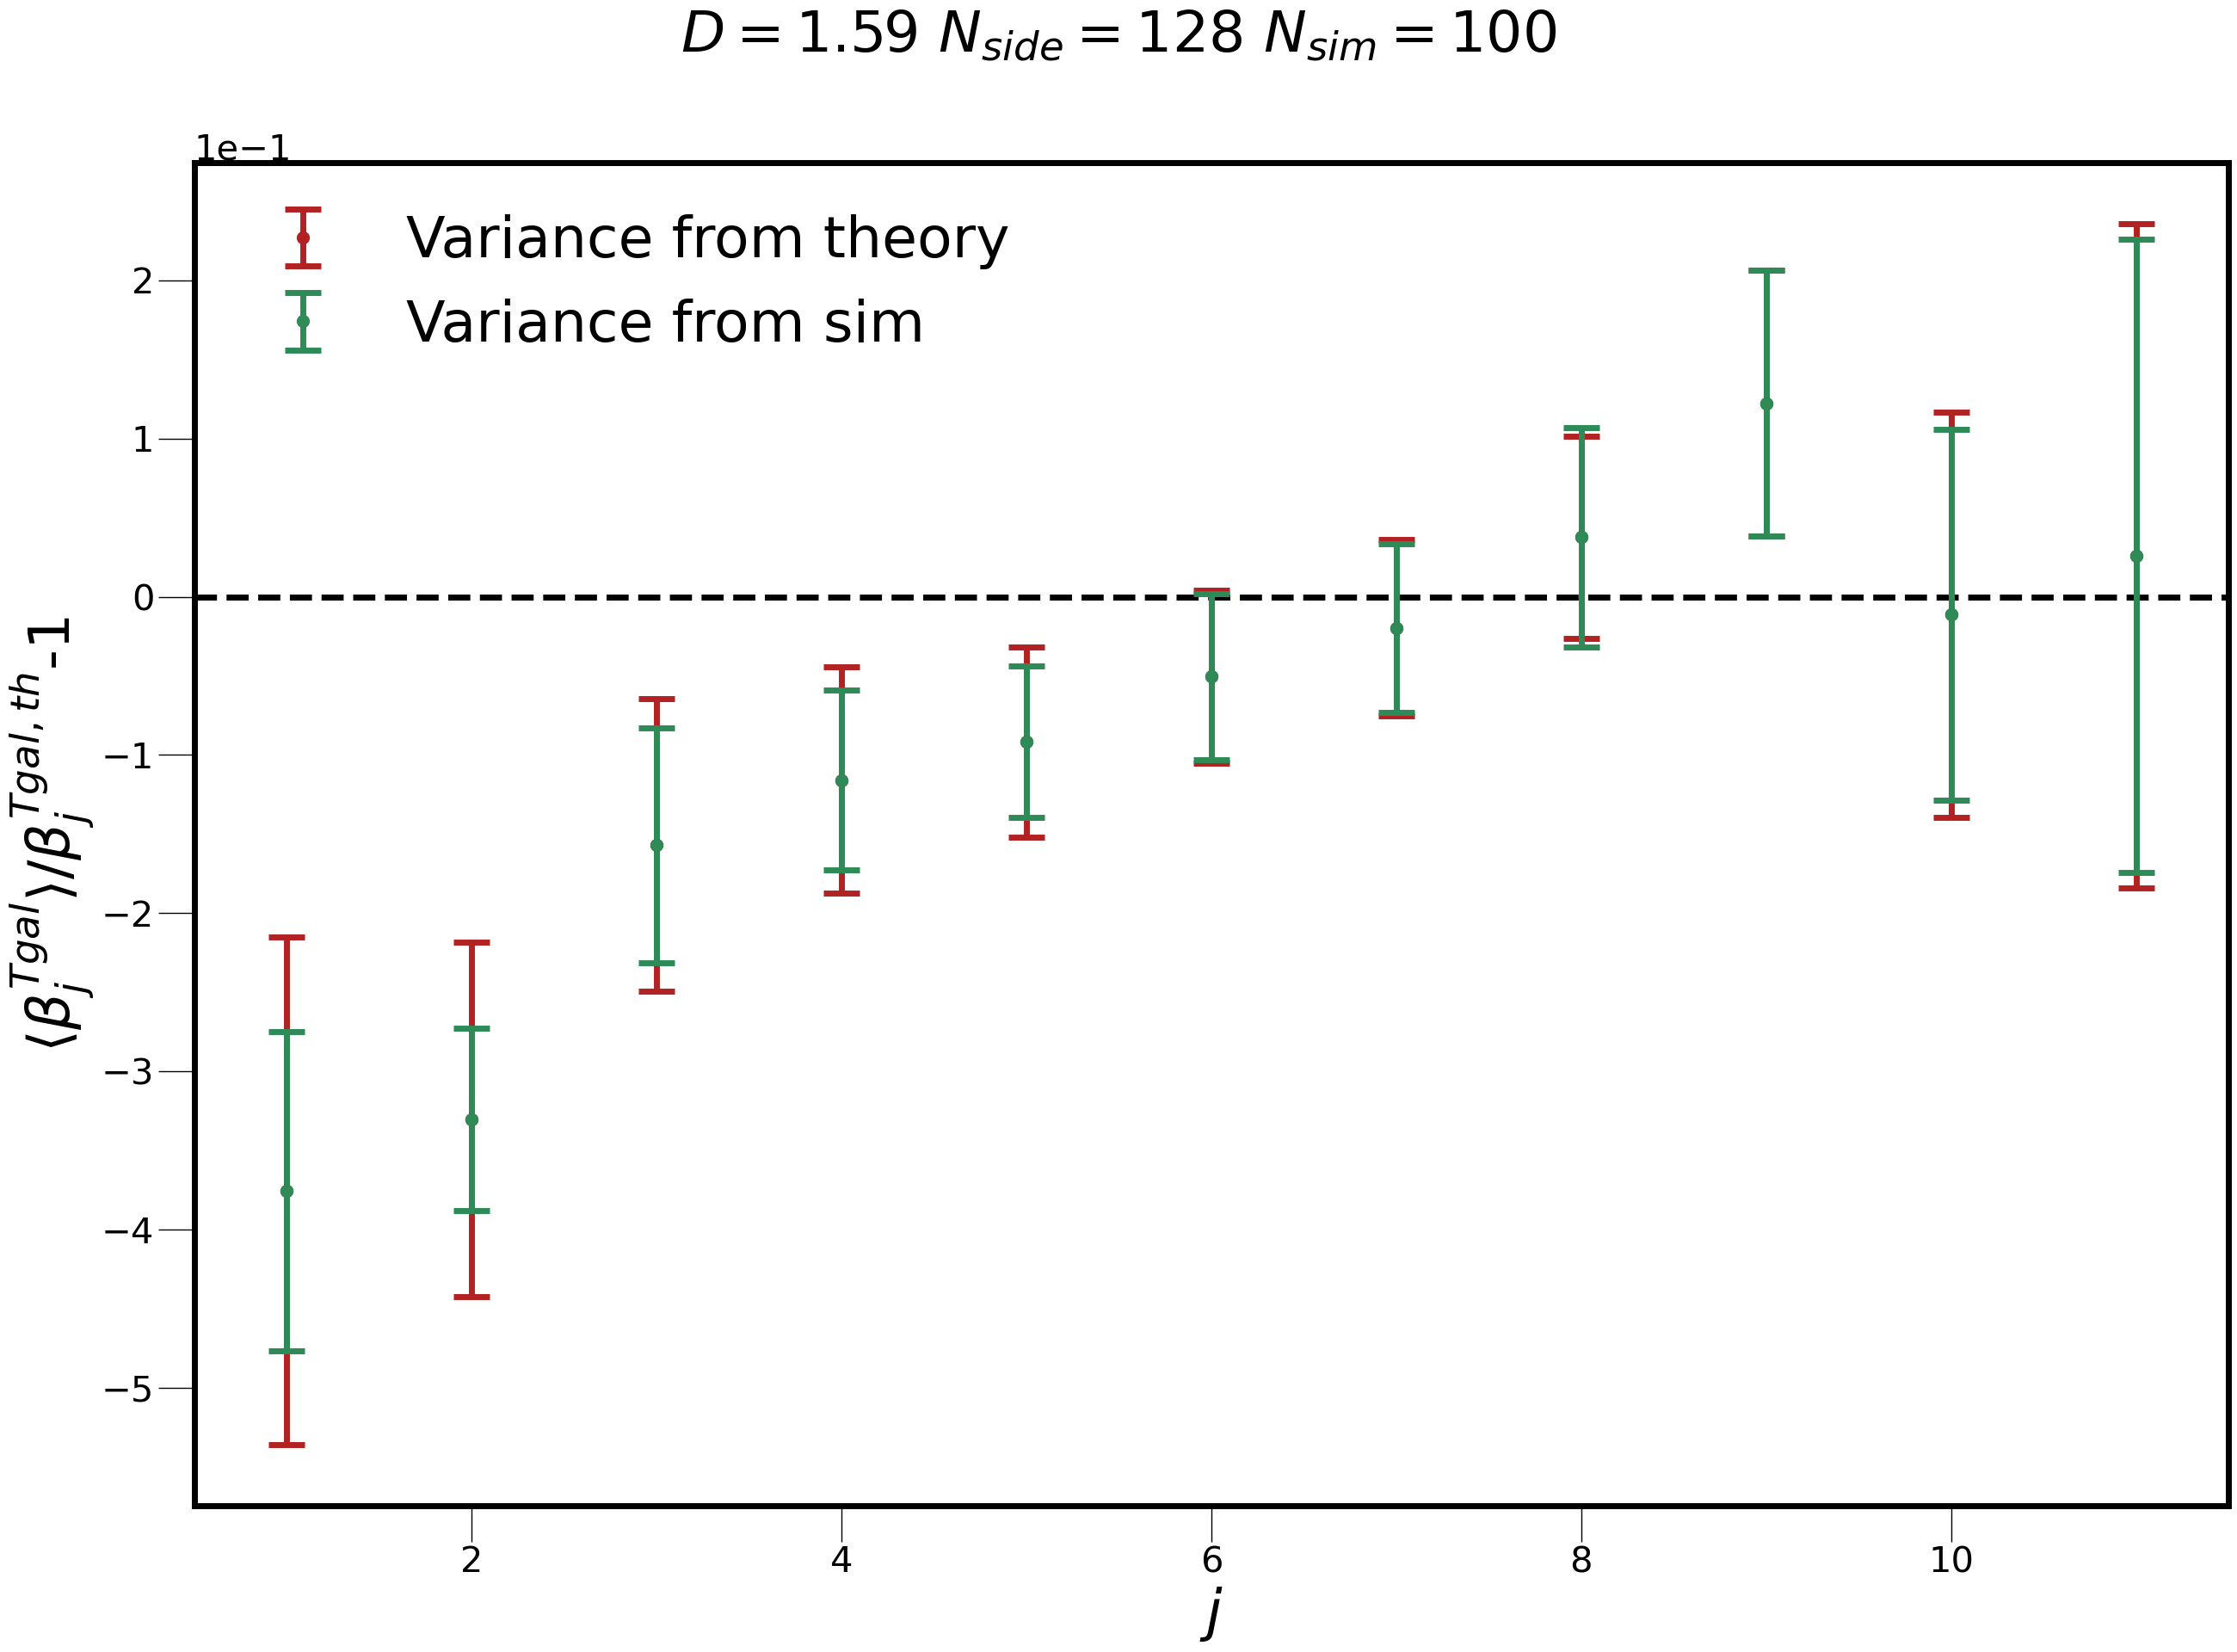 D = 1.59 N_side = 128 N_sim = 100
1e−1
Variance from theory
Variance from sim
2
1
0
−1
−2
−3
−4
−5
⟨β_j^Tgal⟩/β_j^Tgal, th-1
2 4 6 8 10
j